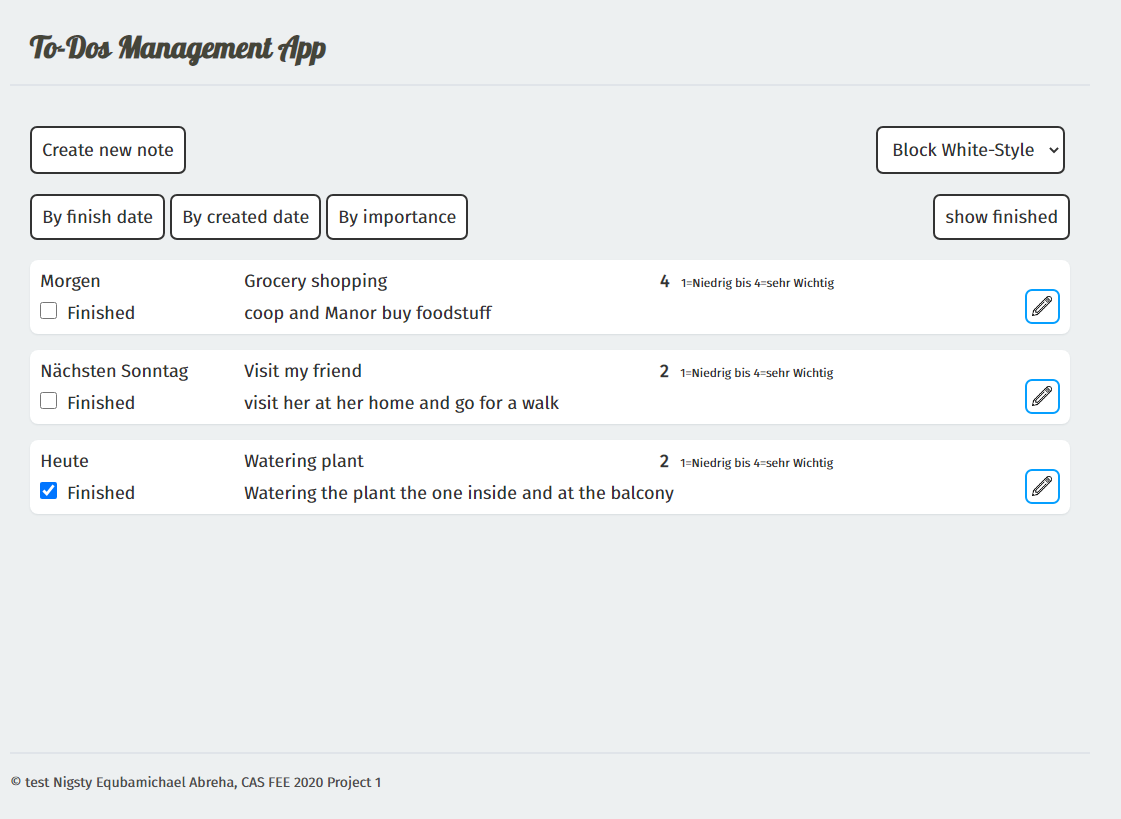 To-Dos Management App
Create new note
Block White-Style
By finish date
By created date
By importance
show finished
Morgen
Grocery shopping
4 1=Niedrig bis 4=sehr Wichtig
Finished
coop and Manor buy foodstuff
Nächsten Sonntag
Visit my friend
2 1=Niedrig bis 4=sehr Wichtig
Finished
visit her at her home and go for a walk
Heute
Watering plant
2 1=Niedrig bis 4=sehr Wichtig
Finished
Watering the plant the one inside and at the balcony
© test Nigsty Equbamichael Abreha, CAS FEE 2020 Project 1